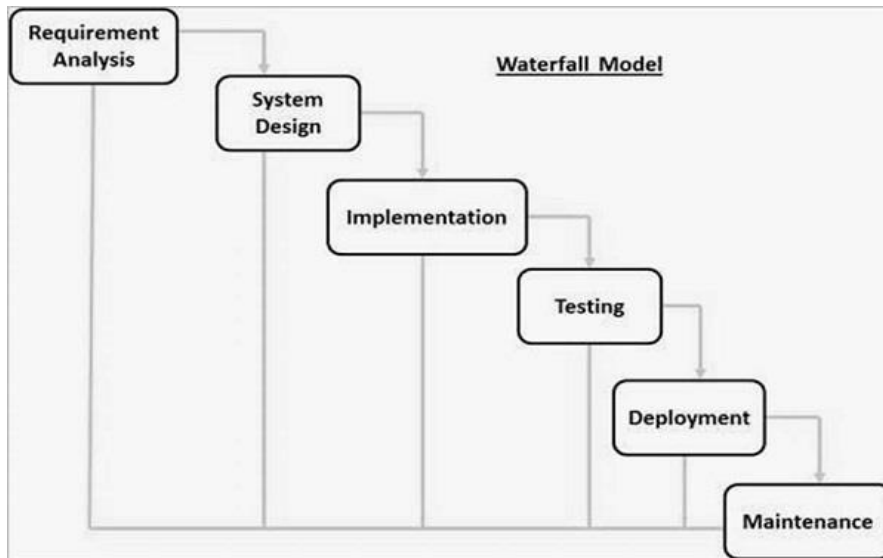 Requirement
Analysis
Waterfall Model
System
Design
Implementation
Testing
Deployment
Maintenance